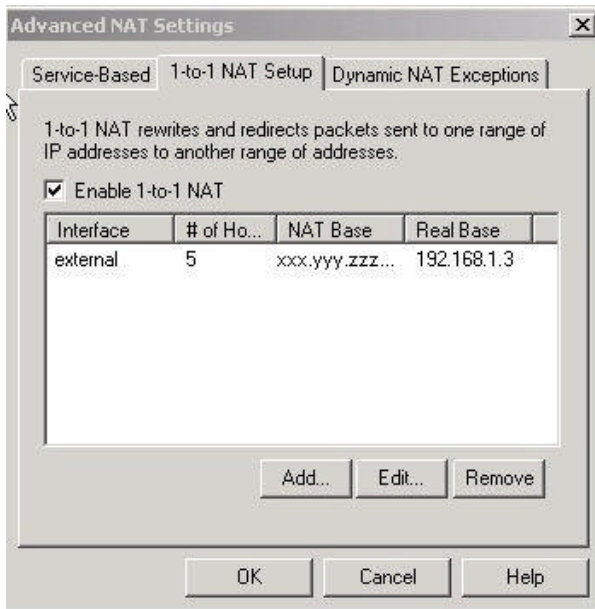 Advanced NAT Settings
Service-Based 1-to-1 NAT Setup Dynamic NAT Exceptions
1-to-1 NAT rewrites and redirects packets sent to one range of
IP addresses to another range of addresses.
Enable 1-to-1 NAT
Interface # of Ho... NAT Base Real Base
external 5 xxx.yyy.zzz... 192.168.1.3
Add... Edit... Remove
OK Cancel Help